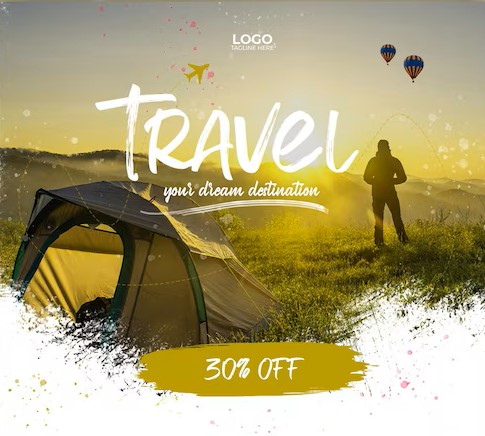 LOGO
TAGLINE HERE
TRAVEL
your dream destination
30% OFF